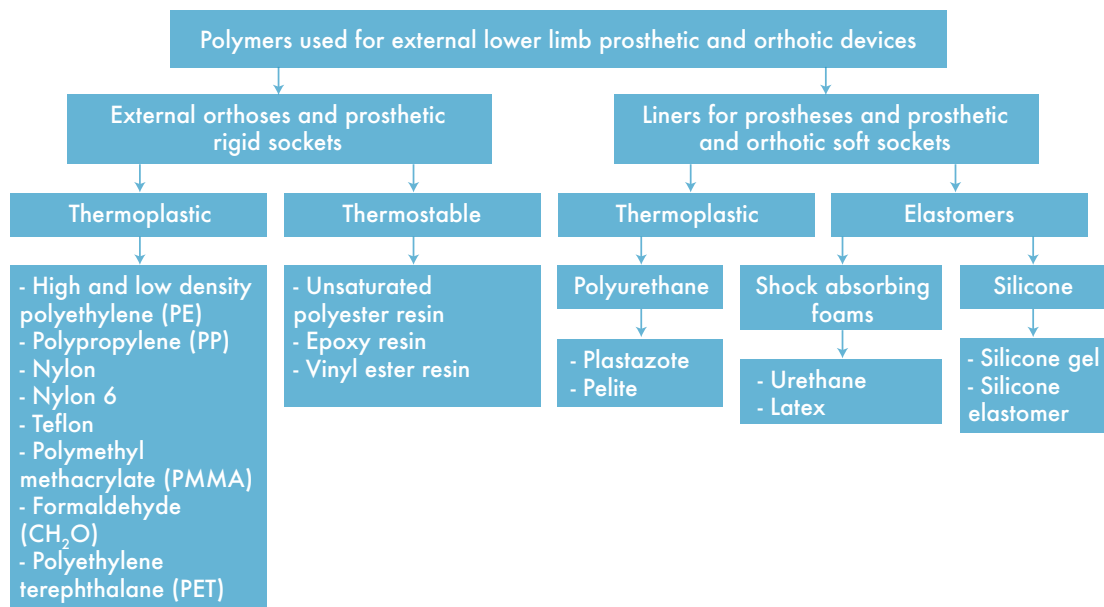 Polymers used for external lower limb prosthetic and orthotic devices
External orthoses and prosthetic
rigid sockets
Liners for prostheses and prosthetic
and orthotic soft sockets
Thermoplastic
Thermostable
Thermoplastic
Elastomers
- High and low density
polyethylene (PE)
- Polypropylene (PP)
- Nylon
- Nylon 6
- Teflon
- Polymethyl
methacrylate (PMMA)
- Formaldehyde
(CH₂O)
- Polyethylene
terephthalane (PET)
- Unsaturated
polyester resin
- Epoxy resin
- Vinyl ester resin
Polyurethane
Shock absorbing
foams
Silicone
- Plastazote
- Pelite
- Urethane
- Latex
- Silicone gel
- Silicone
elastomer